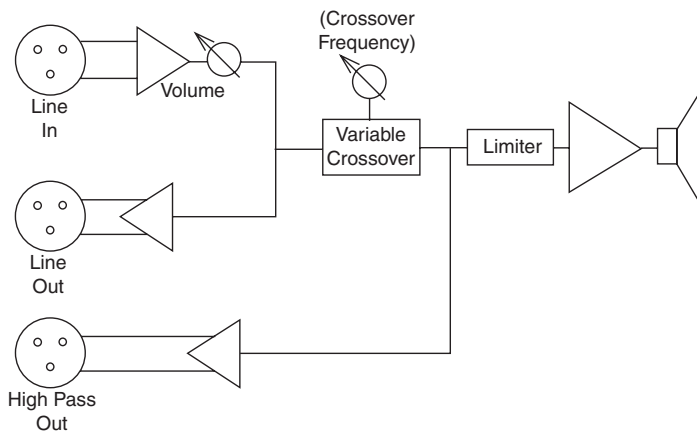 (Crossover
Frequency)
Volume
Line
In
Variable
Crossover
Limiter
Line
Out
High Pass
Out